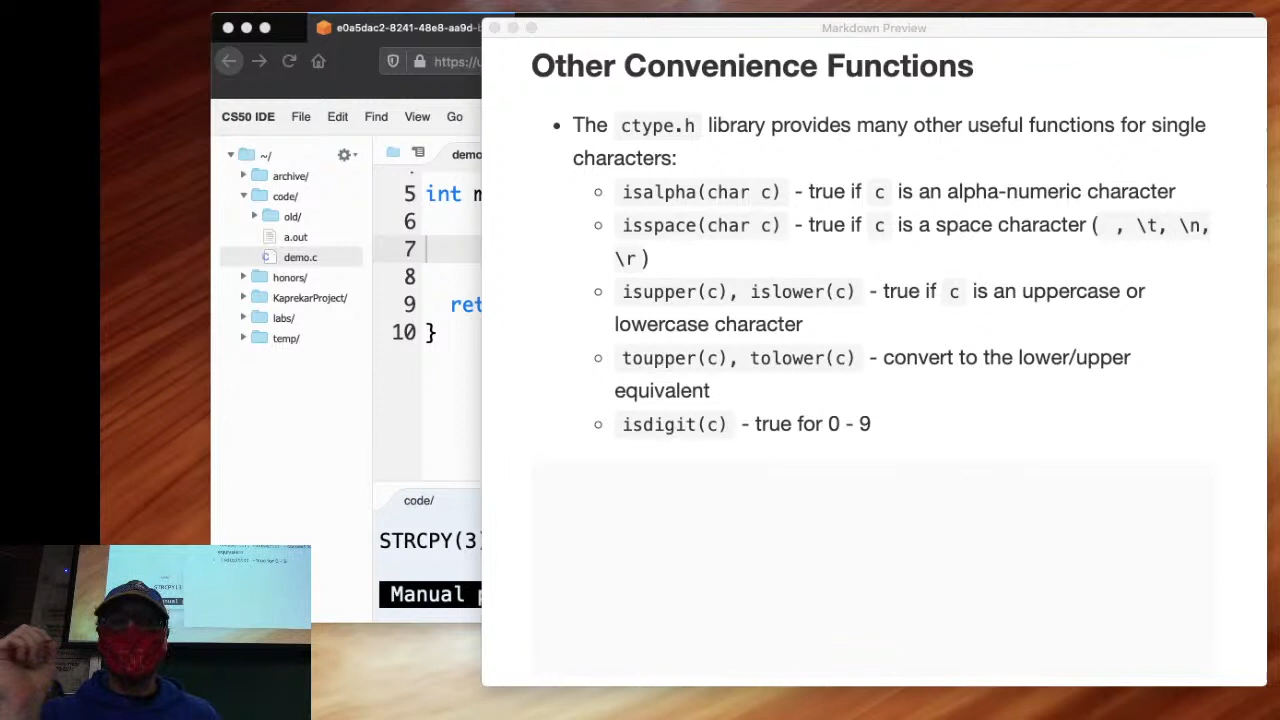 e0a5dac2-8241-48e8-aa9d-b
Markdown Preview
https://u
CS50 IDE File Edit Find View Go
~/
archive/
code/
old/
a.out
demo.c
honors/
KaprekarProject/
labs/
temp/
demo
5 int m
6
7
8
9 ret
10 }
code/
STRCPY(3)
Manual p
Other Convenience Functions
• The ctype.h library provides many other useful functions for single
characters:
isalpha(char c) - true if c is an alpha-numeric character
isspace(char c) - true if c is a space character ( , \t, \n,
\r )
isupper(c), islower(c) - true if c is an uppercase or
lowercase character
toupper(c), tolower(c) - convert to the lower/upper
equivalent
isdigit(c) - true for 0 - 9
equivalent
STRCPY(3)